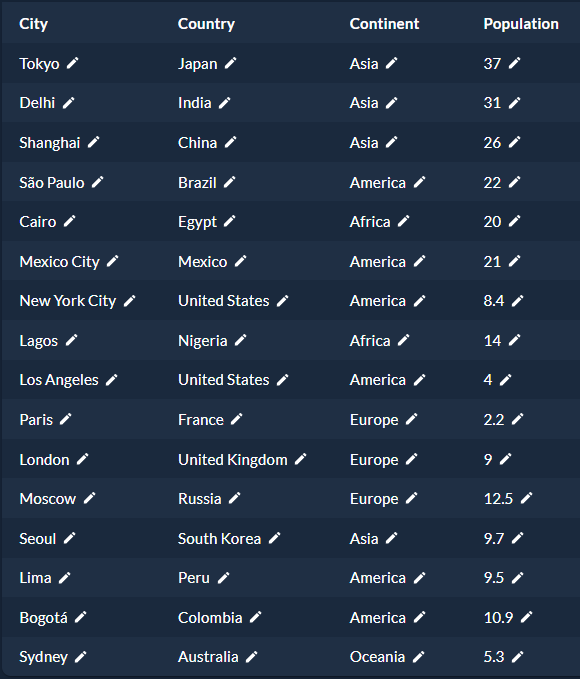 City Country Continent Population
Tokyo Japan Asia 37
Delhi India Asia 31
Shanghai China Asia 26
São Paulo Brazil America 22
Cairo Egypt Africa 20
Mexico City Mexico America 21
New York City United States America 8.4
Lagos Nigeria Africa 14
Los Angeles United States America 4
Paris France Europe 2.2
London United Kingdom Europe 9
Moscow Russia Europe 12.5
Seoul South Korea Asia 9.7
Lima Peru America 9.5
Bogotá Colombia America 10.9
Sydney Australia Oceania 5.3